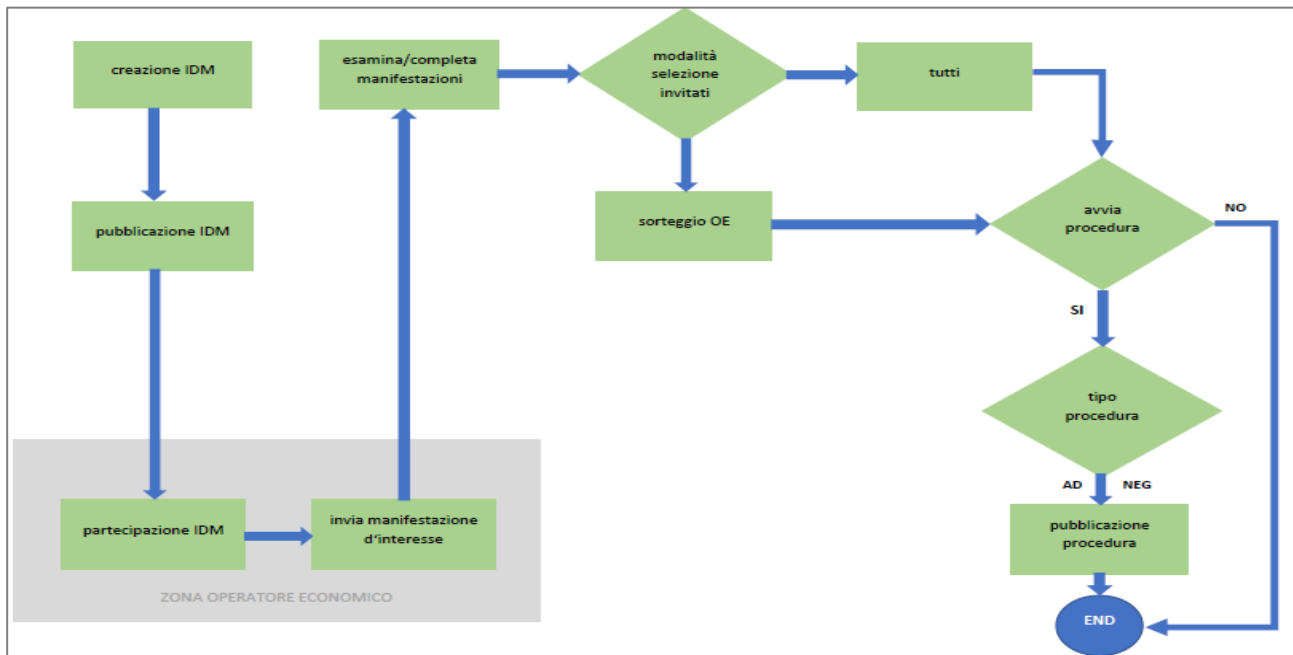 creazione IDM
pubblicazione IDM
partecipazione IDM
invia manifestazione
d'interesse
ZONA OPERATORE ECONOMICO
esamina/completa
manifestazioni
modalità
selezione
invitati
tutti
sorteggio OE
avvia
procedura
NO
SI
tipo
procedura
AD NEG
pubblicazione
procedura
END